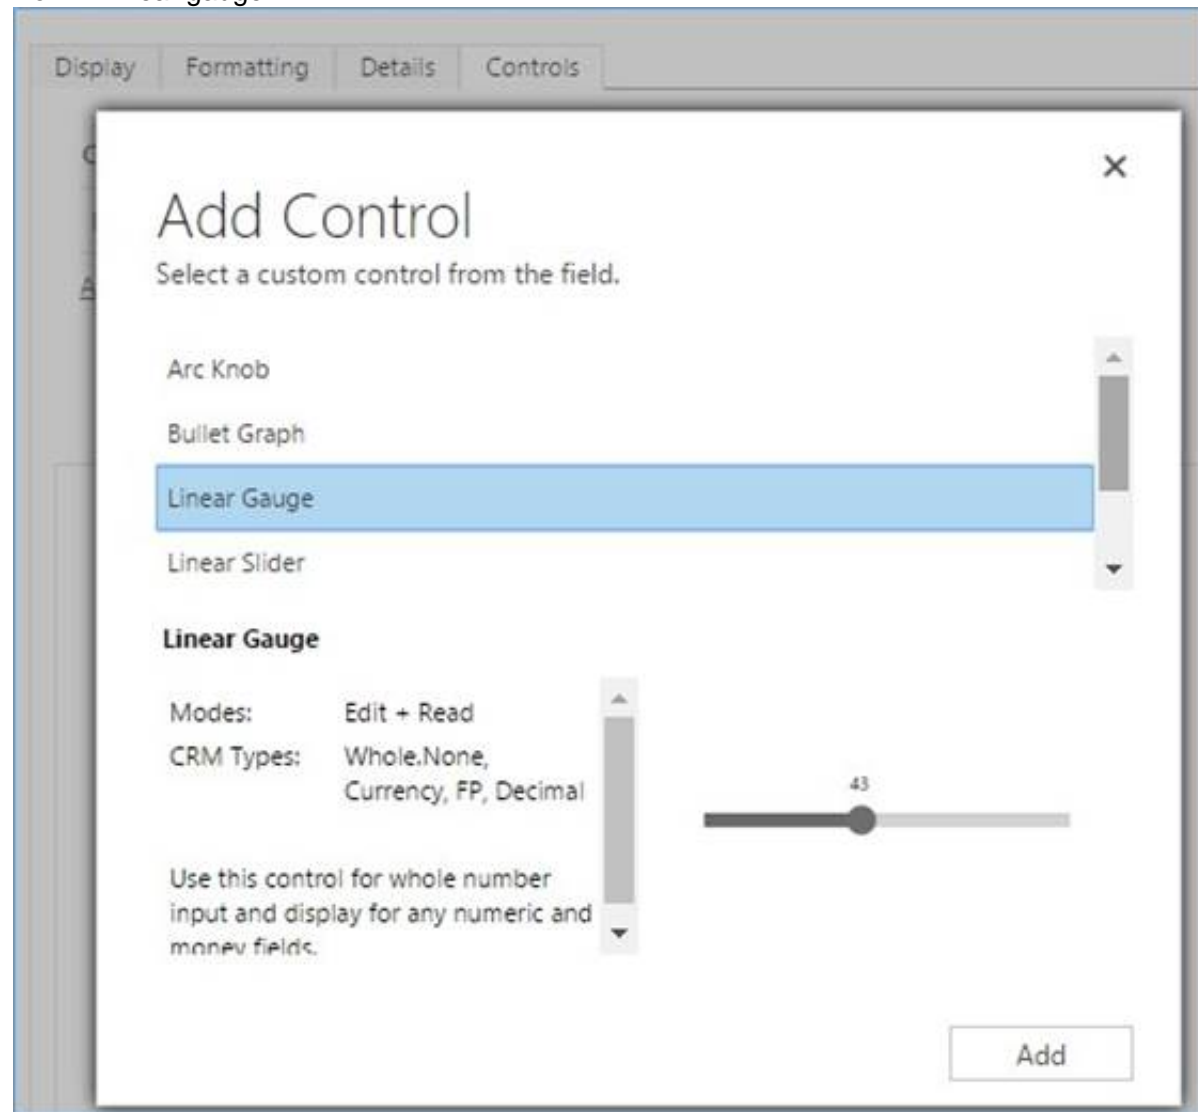 gauge
Display Formatting Details Controls
Add Control
Select a custom control from the field.
Arc Knob
Bullet Graph
Linear Gauge
Linear Slider
Linear Gauge
Modes: Edit + Read
CRM Types: Whole.None,
Currency, FP, Decimal
43
Use this control for whole number
input and display for any numeric and
money fields.
Add